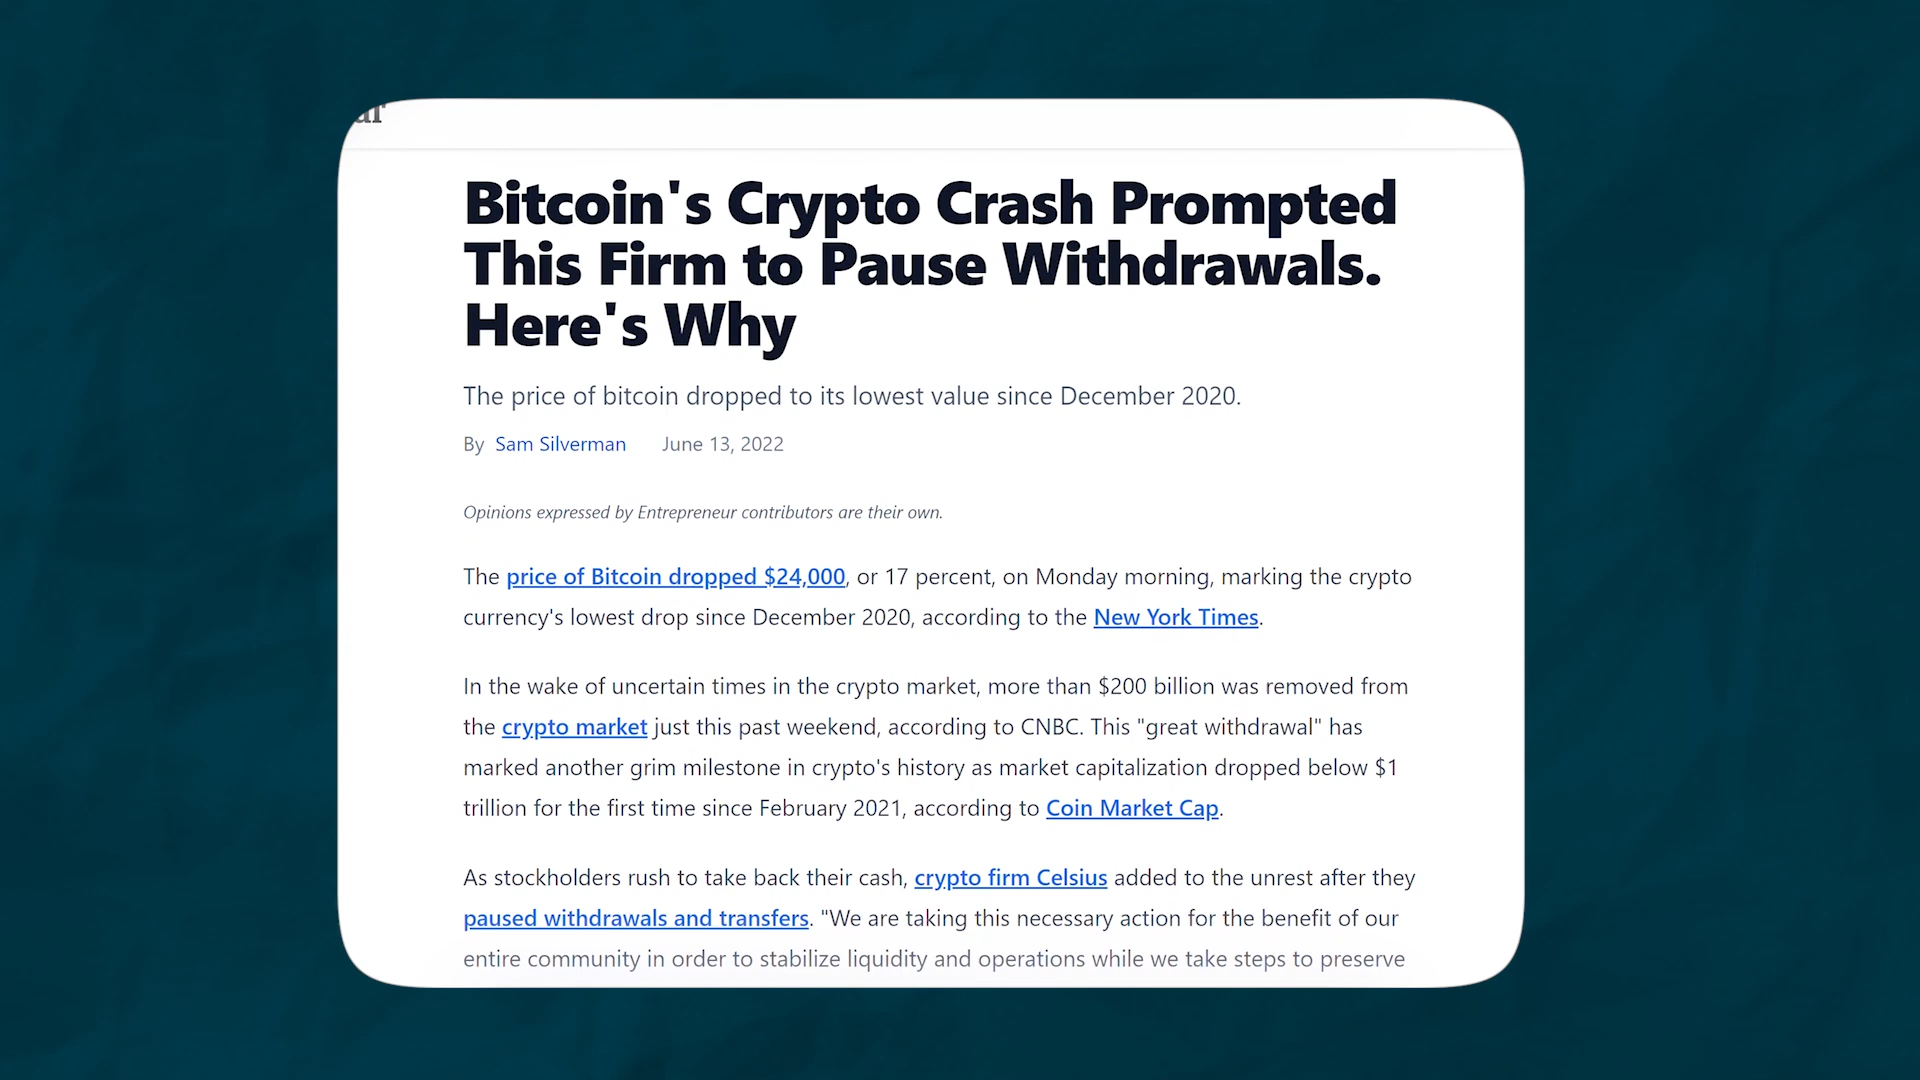 Bitcoin's Crypto Crash Prompted
This Firm to Pause Withdrawals.
Here's Why
The price of bitcoin dropped to its lowest value since December 2020.
By Sam Silverman June 13, 2022
Opinions expressed by Entrepreneur contributors are their own.
The price of Bitcoin dropped $24,000, or 17 percent, on Monday morning, marking the crypto
currency's lowest drop since December 2020, according to the New York Times.
In the wake of uncertain times in the crypto market, more than $200 billion was removed from
the crypto market just this past weekend, according to CNBC. This "great withdrawal" has
marked another grim milestone in crypto's history as market capitalization dropped below $1
trillion for the first time since February 2021, according to Coin Market Cap.
As stockholders rush to take back their cash, crypto firm Celsius added to the unrest after they
paused withdrawals and transfers. "We are taking this necessary action for the benefit of our
entire community in order to stabilize liquidity and operations while we take steps to preserve